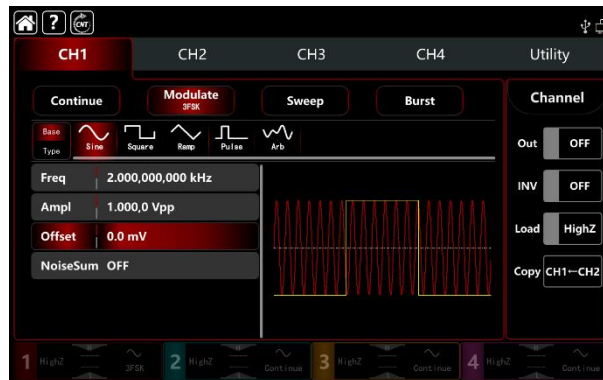 ? CNT
CH1 CH2 CH3 CH4 Utility
Continue Modulate Sweep Burst Channel
3FSK
Base
Type Sine Square Ramp Pulse Arb
Out OFF
Freq 2.000,000,000 kHz
INV OFF
Ampl 1.000,0 Vpp
Load HighZ
Offset 0.0 mV
NoiseSum OFF
Copy CH1←CH2
1 HighZ 3FSK 2 HighZ Continue 3 HighZ Continue 4 HighZ Continue